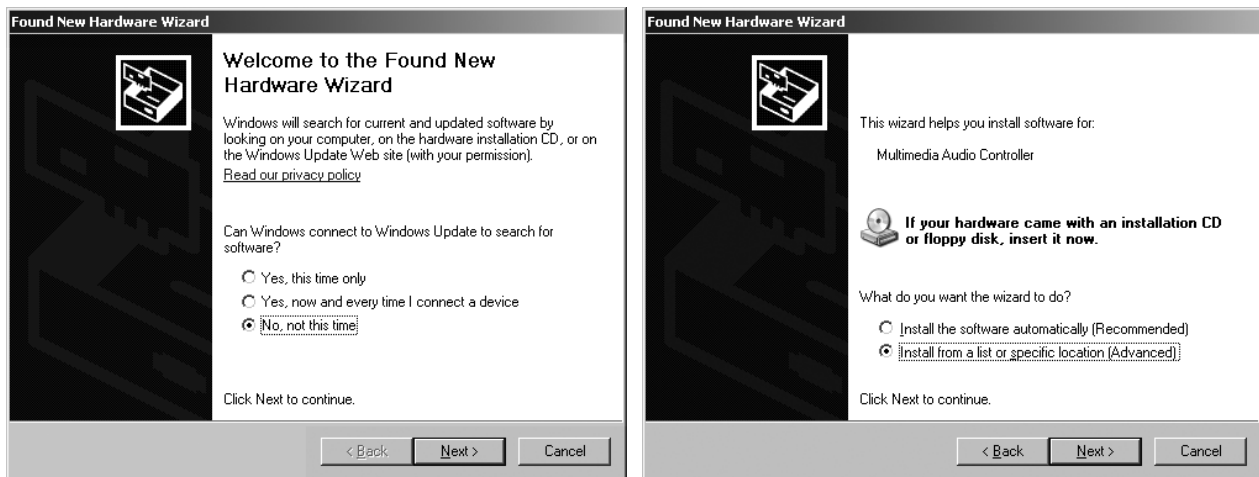 Found New Hardware Wizard
Welcome to the Found New
Hardware Wizard
Windows will search for current and updated software by
looking on your computer, on the hardware installation CD, or on
the Windows Update Web site (with your permission).
Read our privacy policy
Can Windows connect to Windows Update to search for
software?
Yes, this time only
Yes, now and every time I connect a device
No, not this time
Click Next to continue.
< Back
Next >
Cancel
Found New Hardware Wizard
This wizard helps you install software for:
Multimedia Audio Controller
If your hardware came with an installation CD
or floppy disk, insert it now.
What do you want the wizard to do?
Install the software automatically (Recommended)
Install from a list or specific location (Advanced)
Click Next to continue.
< Back
Next >
Cancel